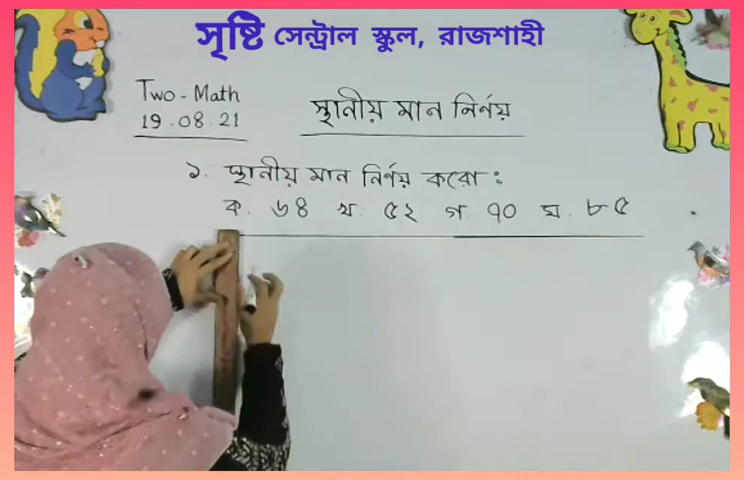 সৃষ্টি সেন্ট্রাল স্কুল, রাজশাহী
Two - Math
19.08.21
স্থানীয় মান নির্ণয়
১. স্থানীয় মান নির্ণয় করো :
ক. ৬৪ খ. ৫২ গ. ৭০ ঘ. ৮৫